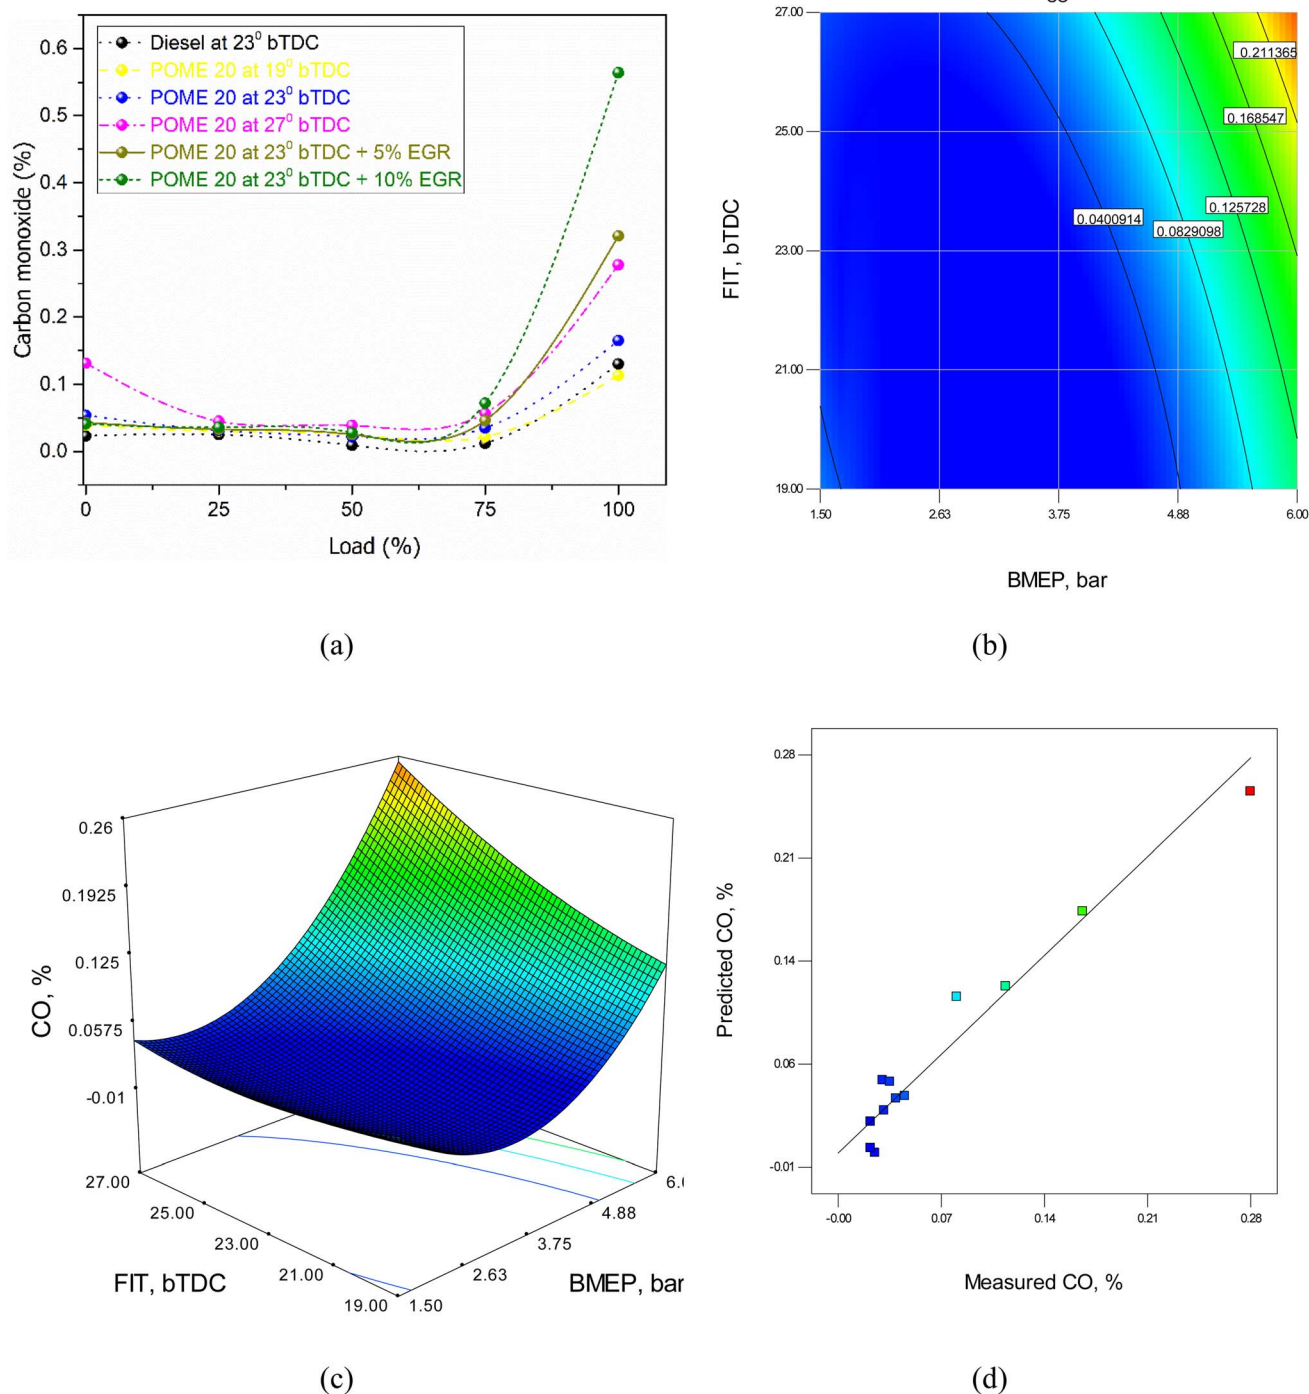 Diesel at 23⁰ bTDC
POME 20 at 19⁰ bTDC
POME 20 at 23⁰ bTDC
POME 20 at 27⁰ bTDC
POME 20 at 23⁰ bTDC + 5% EGR
POME 20 at 23⁰ bTDC + 10% EGR
Carbon monoxide (%)
0.6
0.5
0.4
0.3
0.2
0.1
0.0
0
25
50
75
100
Load (%)
(a)
27.00
25.00
23.00
21.00
19.00
FIT, bTDC
0.211365
0.168547
0.125728
0.0829098
0.0400914
1.50
2.63
3.75
4.88
6.00
BMEP, bar
(b)
0.26
0.1925
0.125
0.0575
-0.01
CO, %
27.00
25.00
23.00
21.00
19.00
FIT, bTDC
1.50
2.63
3.75
4.88
BMEP, bar
(c)
0.28
0.21
0.14
0.06
-0.01
Predicted CO, %
-0.00
0.07
0.14
0.21
0.28
Measured CO, %
(d)